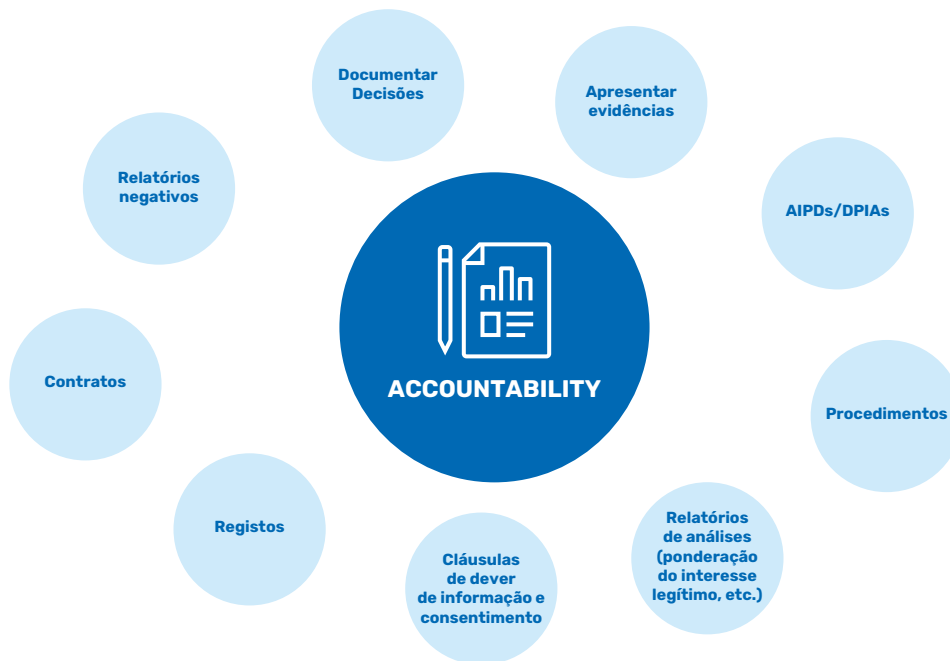 Documentar
Decisões
Apresentar
evidências
Relatórios
negativos
AIPDs/DPIAs
ACCOUNTABILITY
Contratos
Procedimentos
Registos
Cláusulas
de dever
de informação e
consentimento
Relatórios
de análises
(ponderação
do interesse
legítimo, etc.)